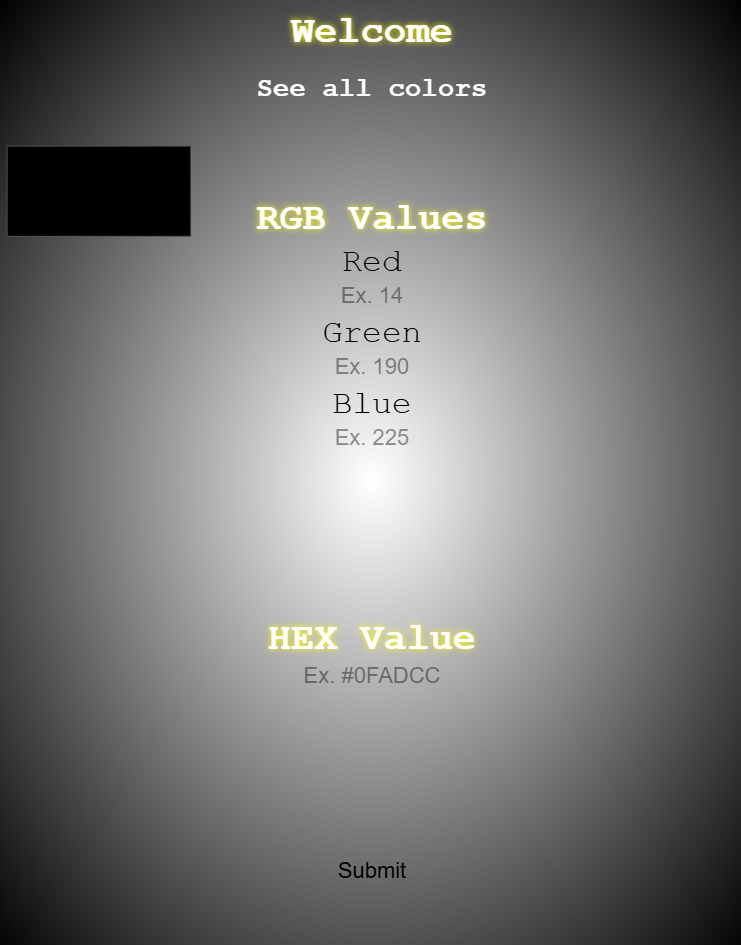 Welcome
See all colors
RGB Values
Red
Ex. 14
Green
Ex. 190
Blue
Ex. 225
HEX Value
Ex. #0FADCC
Submit